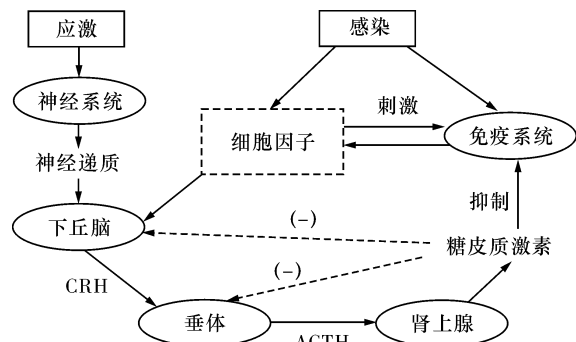 应激
感染
神经系统
刺激
细胞因子
免疫系统
神经递质
抑制
下丘脑
(-)
糖皮质激素
(-)
CRH
垂体
肾上腺
ACTH